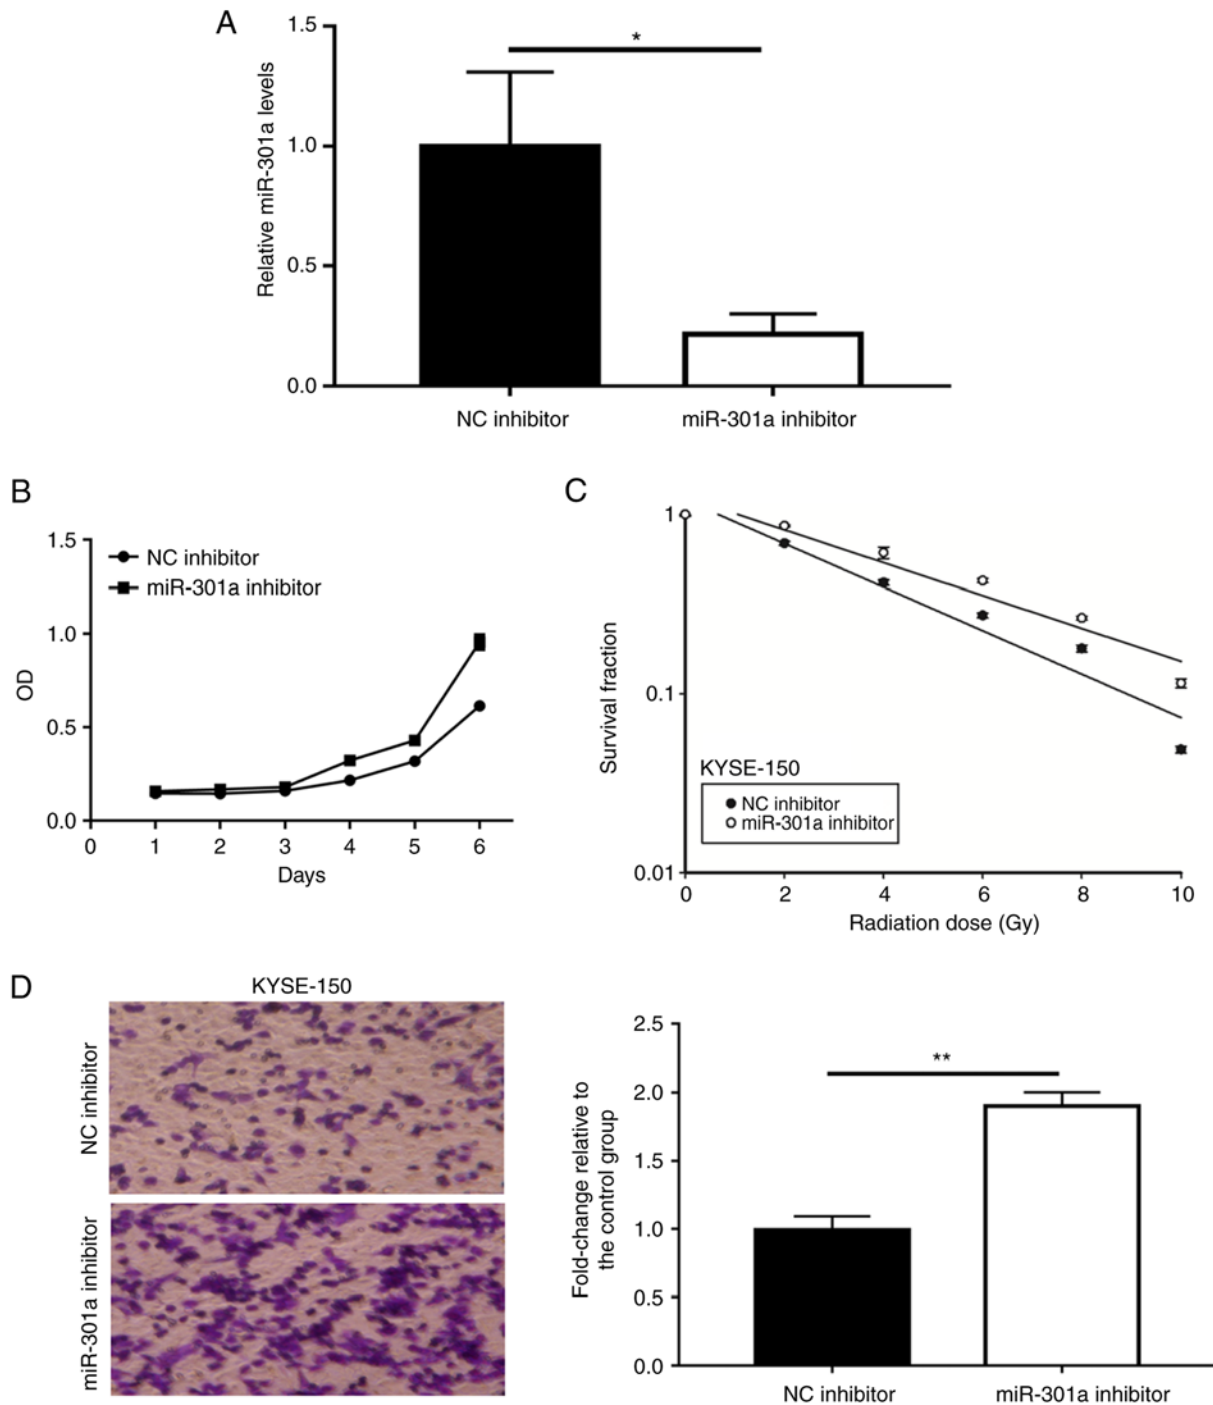 A
1.5
*
Relative miR-301a levels
1.0
0.5
0.0
NC inhibitor
miR-301a inhibitor
B
1.5
NC inhibitor
miR-301a inhibitor
1.0
OD
0.5
0.0
0 1 2 3 4 5 6
Days
C
1
Survival fraction
0.1
KYSE-150
NC inhibitor
miR-301a inhibitor
0.01
0 2 4 6 8 10
Radiation dose (Gy)
D
KYSE-150
NC inhibitor
miR-301a inhibitor
2.5
**
2.0
Fold-change relative to
the control group
1.5
1.0
0.5
0.0
NC inhibitor
miR-301a inhibitor